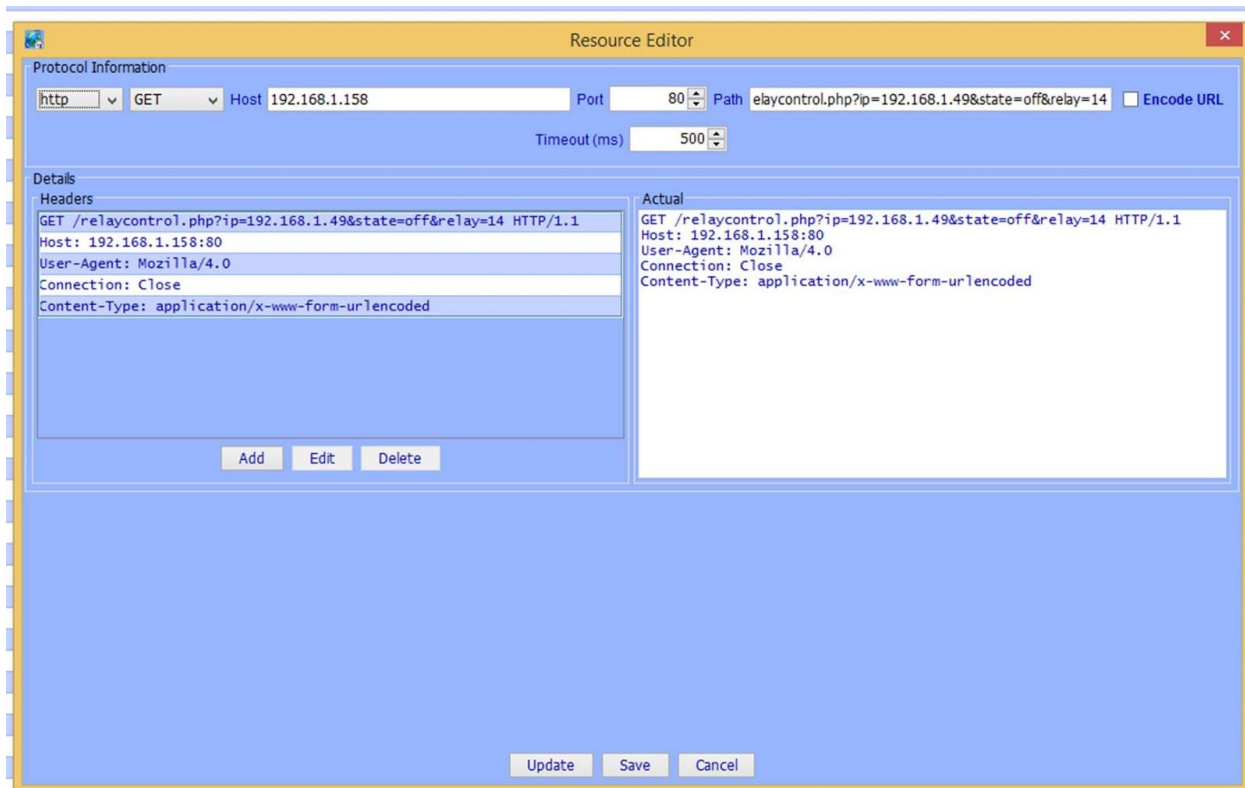 Resource Editor
Protocol Information
http GET Host 192.168.1.158 Port 80 Path elaycontrol.php?ip=192.168.1.49&state=off&relay=14 Encode URL
Timeout (ms) 500
Details
Headers
GET /relaycontrol.php?ip=192.168.1.49&state=off&relay=14 HTTP/1.1
Host: 192.168.1.158:80
User-Agent: Mozilla/4.0
Connection: Close
Content-Type: application/x-www-form-urlencoded
Add Edit Delete
Actual
GET /relaycontrol.php?ip=192.168.1.49&state=off&relay=14 HTTP/1.1
Host: 192.168.1.158:80
User-Agent: Mozilla/4.0
Connection: Close
Content-Type: application/x-www-form-urlencoded
Update Save Cancel